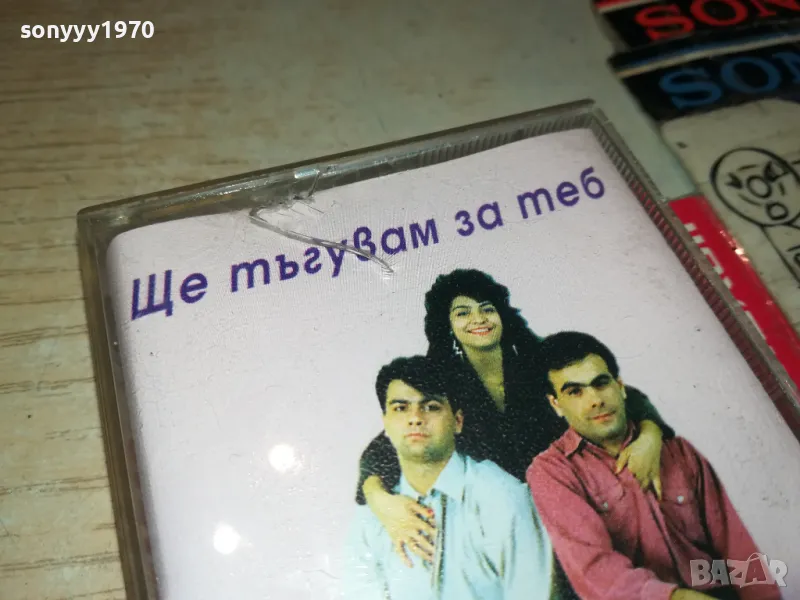 sonyyy1970
SON
SON
Ще тъгувам за теб
BAZAR